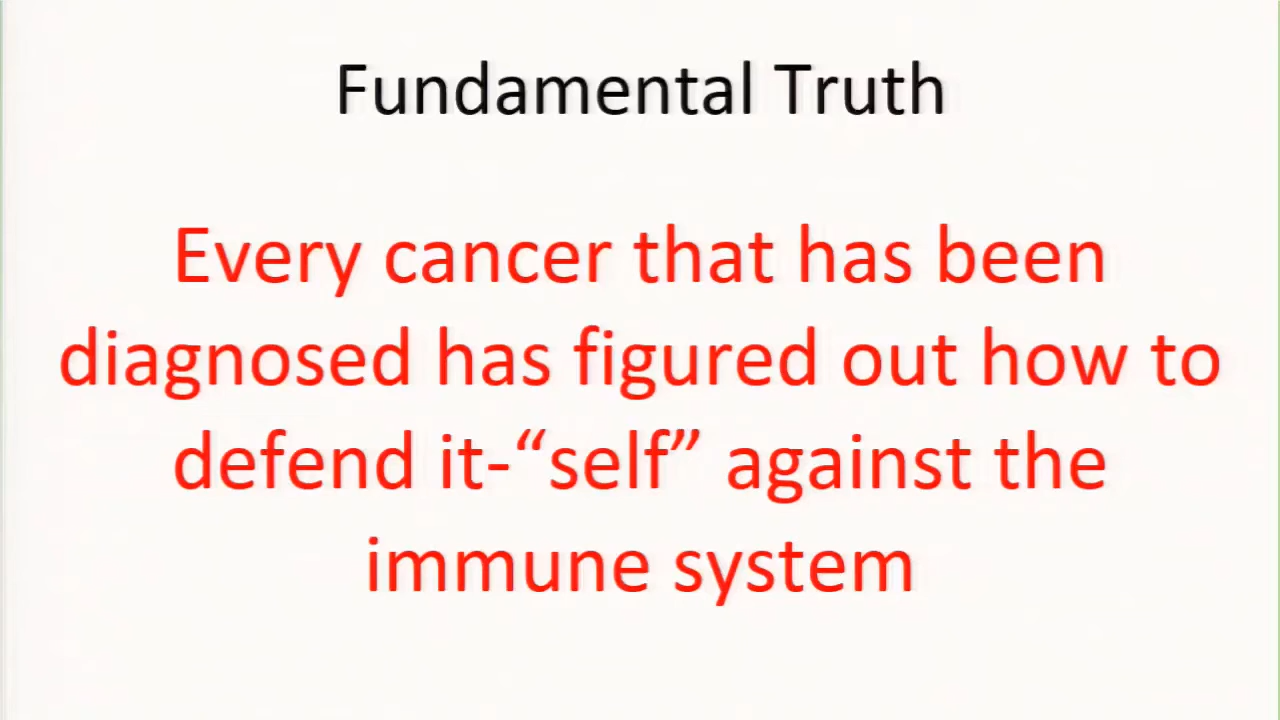 Fundamental Truth
Every cancer that has been
diagnosed has figured out how to
defend it-“self” against the
immune system